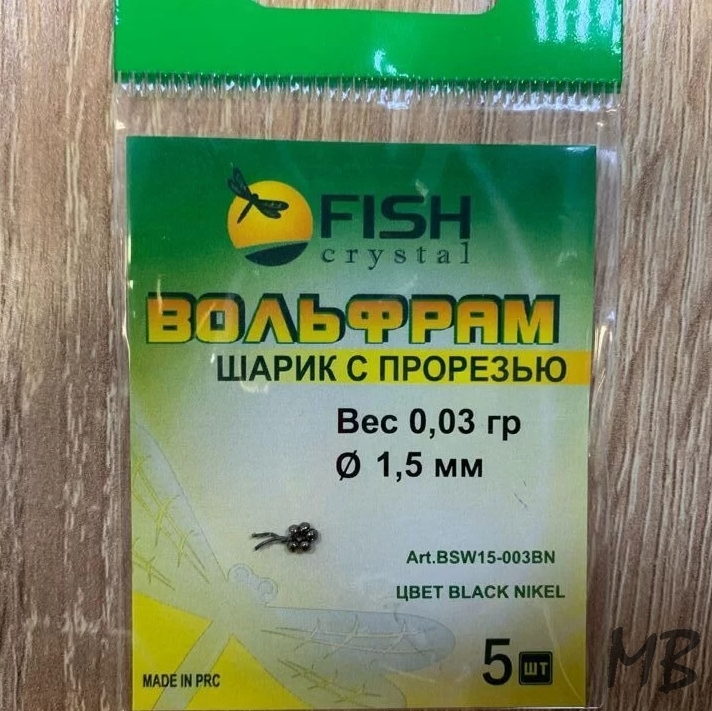 FISH
crystal
ВОЛЬФРАМ
ШАРИК С ПРОРЕЗЬЮ
Вес 0,03 гр
Ø 1,5 мм
Art.BSW15-003BN
ЦВЕТ BLACK NIKEL
5 шт
MADE IN PRC
MB